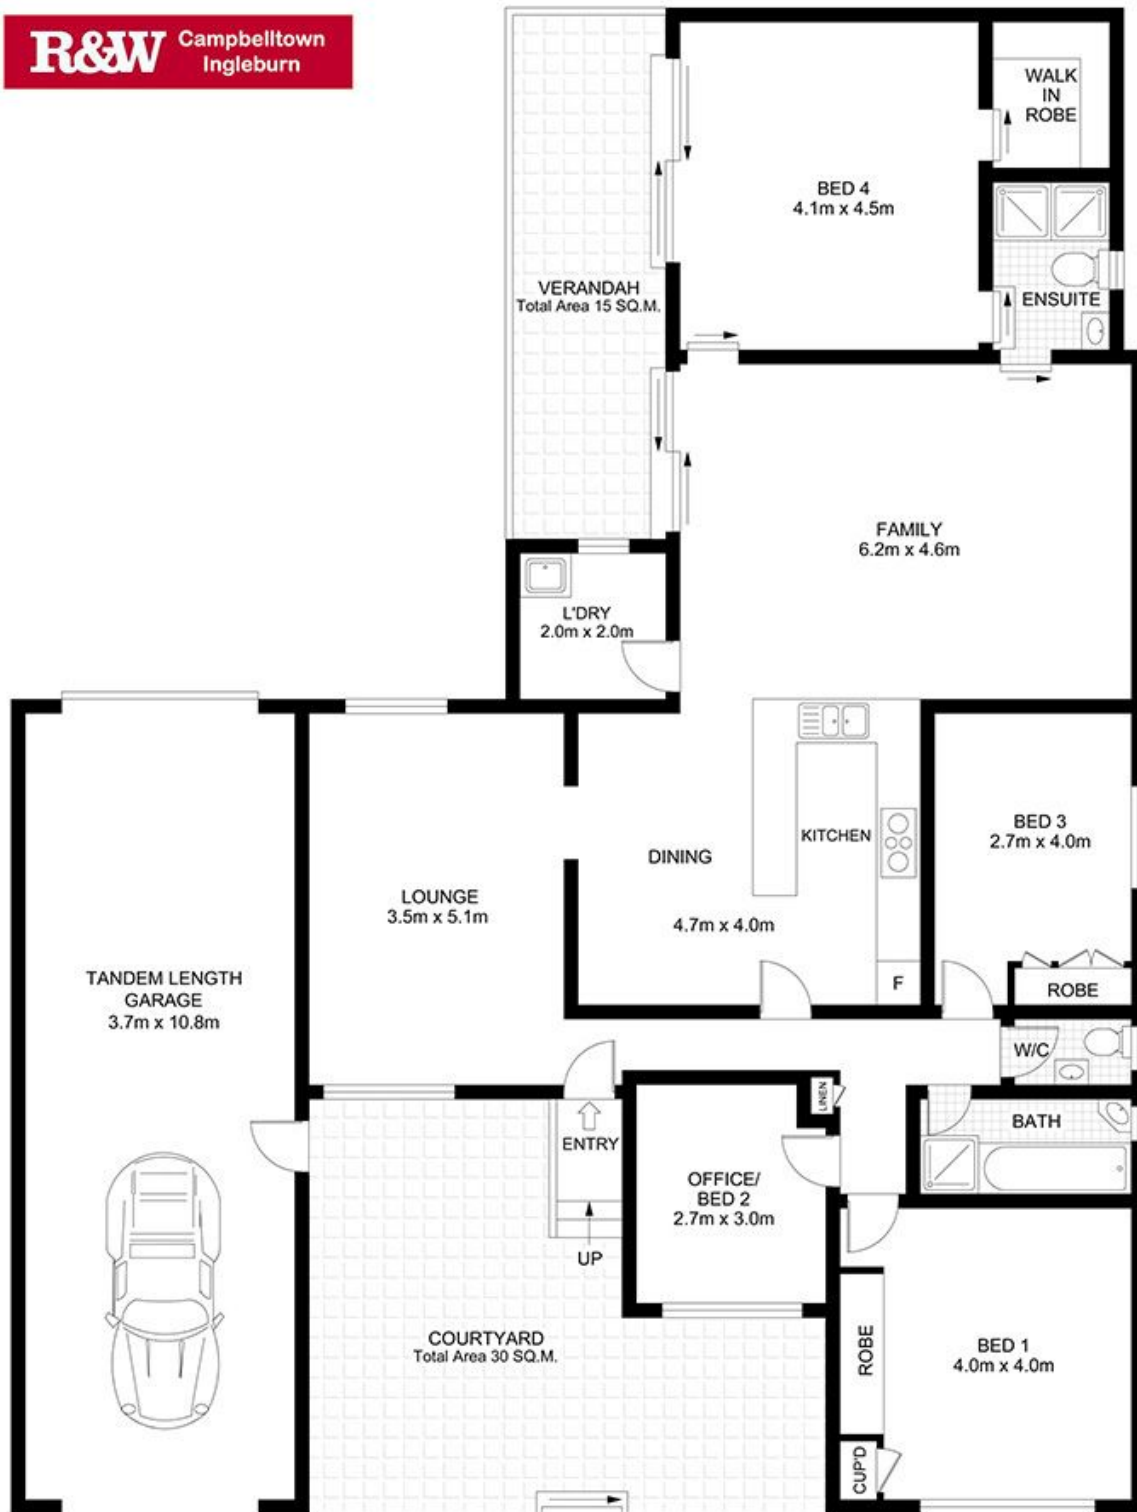 R&W Campbelltown
Ingleburn
WALK
IN
ROBE
BED 4
4.1m x 4.5m
VERANDAH
Total Area 15 SQ.M.
ENSUITE
FAMILY
6.2m x 4.6m
L'DRY
2.0m x 2.0m
KITCHEN
BED 3
2.7m x 4.0m
DINING
LOUNGE
3.5m x 5.1m
4.7m x 4.0m
TANDEM LENGTH
GARAGE
3.7m x 10.8m
F
ROBE
W/C
LINEN
BATH
ENTRY
OFFICE/
BED 2
2.7m x 3.0m
UP
COURTYARD
Total Area 30 SQ.M.
ROBE
BED 1
4.0m x 4.0m
CUP'D